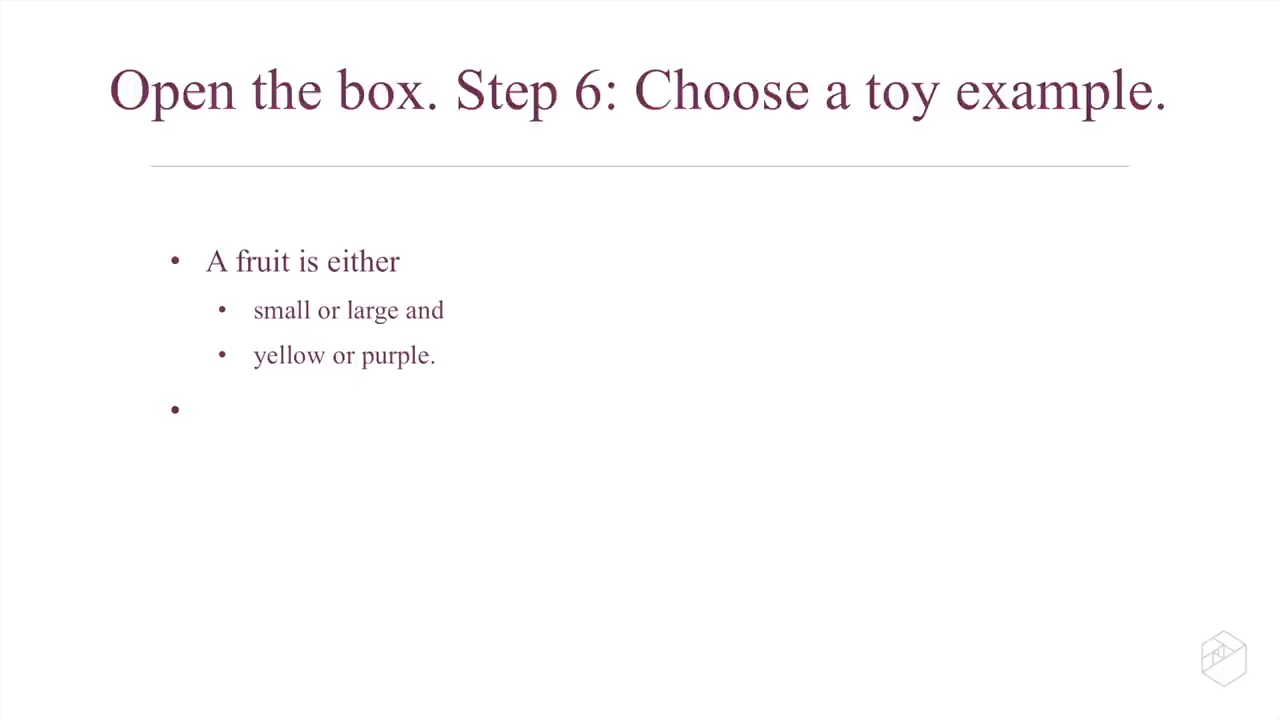 Open the box. Step 6: Choose a toy example.
• A fruit is either
• small or large and
• yellow or purple.
•